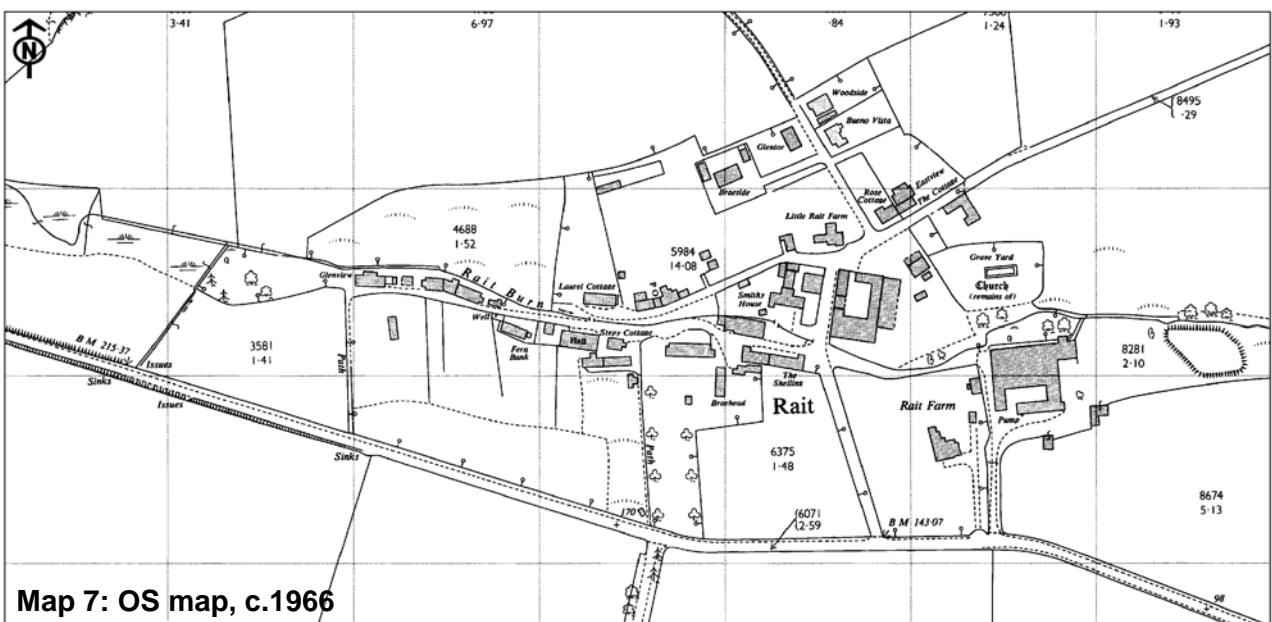 N
3·41
6·97
·84
1·24
1·93
8495
·29
Woodside
Bueno Vista
Glentor
Braeside
Rose
Cottage
Eastview
The Cottage
Little Rait Farm
4688
1·52
5984
14·08
Grave Yard
Church
(remains of)
Glenview
Rait Burn
Laurel Cottage
Smithy
House
Well
Fern
Bank
Hall
Stepy Cottage
B M 215·37
Issues
Sinks
Issues
3581
1·41
Path
The
Shelling
Braehead
Rait
Rait Farm
Pump
8281
2·10
Sinks
Path
6375
1·48
8674
5·13
170
6071
2·59
B M 143·07
98
Map 7: OS map, c.1966